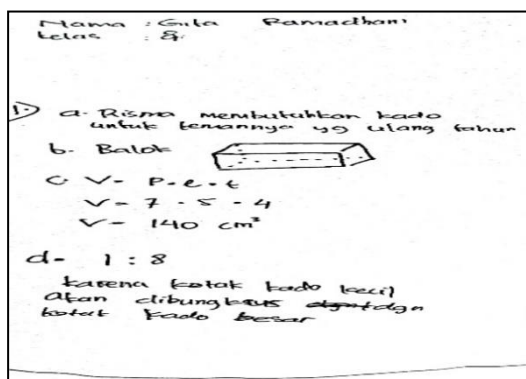 Nama : Gita Ramadhani
kelas : 8
1. a. Risma membutuhkan kado
untuk temannya yg ulang tahun
b. Balok
c. V = P.l.t
V = 7 . 5 . 4
V = 140 cm³
d. 1 : 8
karena kotak kado kecil
akan dibungkus dgn
kotak kado besar